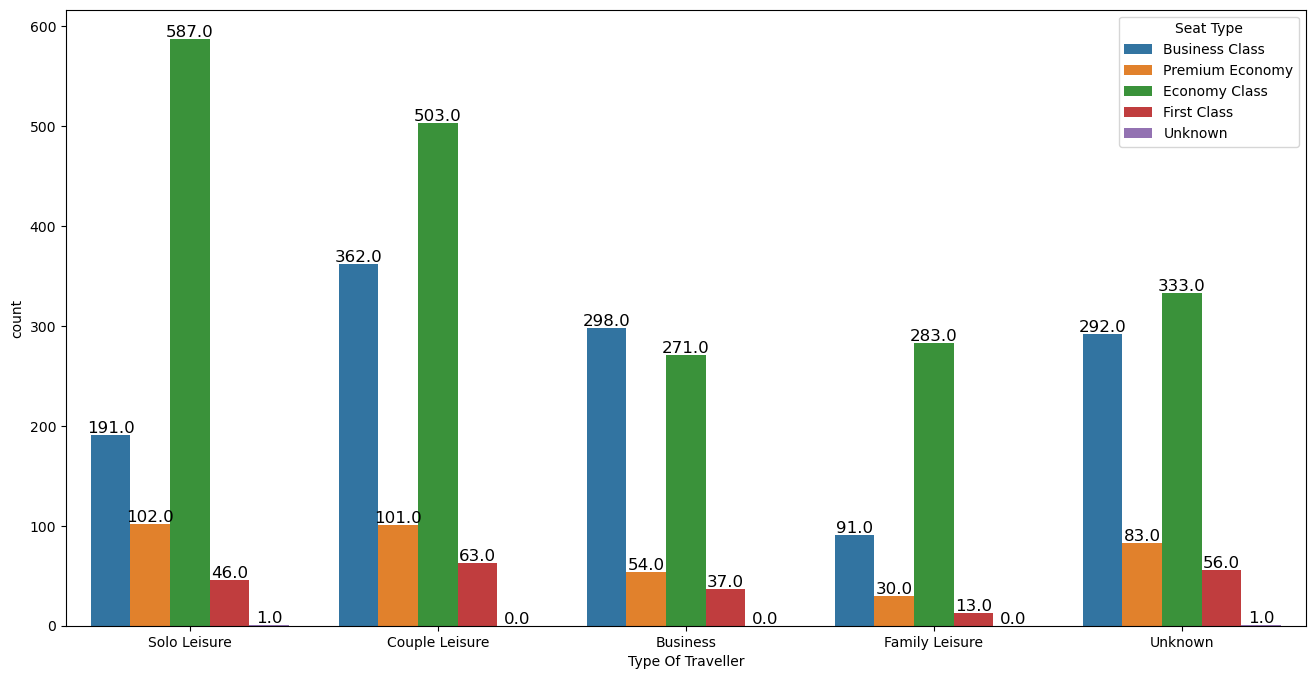 600
500
400
300
200
100
0
count
587.0
503.0
362.0
298.0
271.0
283.0
292.0
333.0
191.0
102.0
46.0
1.0
101.0
63.0
0.0
54.0
37.0
0.0
91.0
30.0
13.0
0.0
83.0
56.0
1.0
Solo Leisure
Couple Leisure
Business
Family Leisure
Unknown
Type Of Traveller
Seat Type
Business Class
Premium Economy
Economy Class
First Class
Unknown